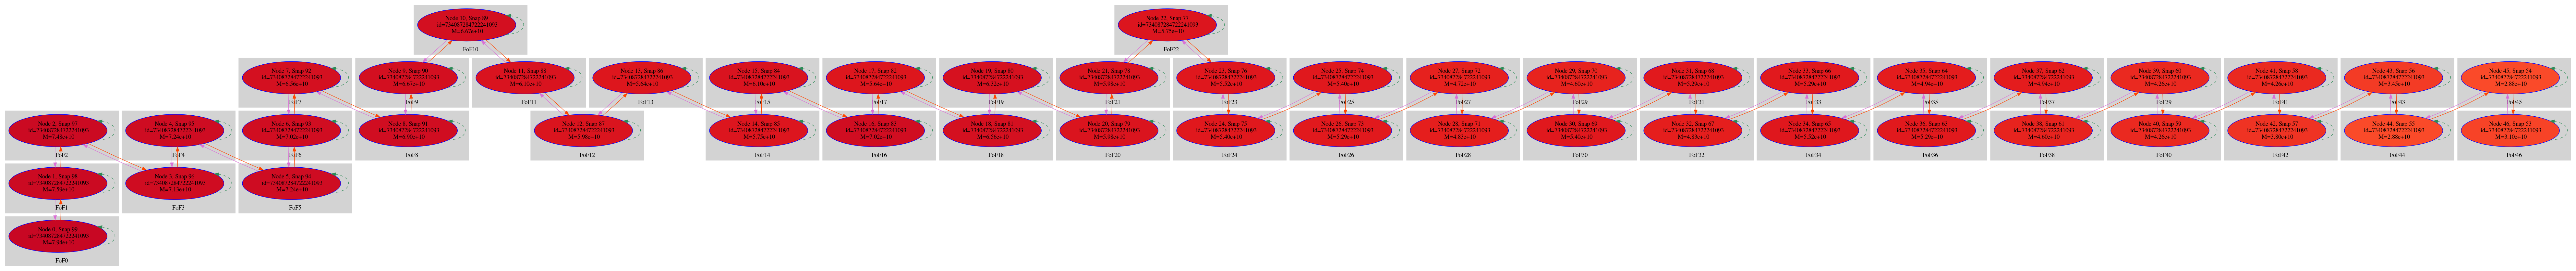 Node 10, Snap 89
id=734087284722241093
M=6.67e+10
FoF10
Node 22, Snap 77
id=734087284722241093
M=5.75e+10
FoF22
Node 7, Snap 92
id=734087284722241093
M=6.56e+10
FoF7
Node 9, Snap 90
id=734087284722241093
M=6.67e+10
FoF9
Node 11, Snap 88
id=734087284722241093
FoF11
Node 13, Snap 86
id=734087284722241093
M=5.64e+10
FoF13
Node 15, Snap 84
id=734087284722241093
M=6.10e+10
FoF15
Node 17, Snap 82
id=734087284722241093
M=5.64e+10
FoF17
Node 19, Snap 80
id=734087284722241093
M=6.32e+10
FoF19
Node 21, Snap 78
id=734087284722241093
M=5.98e+10
FoF21
Node 23, Snap 76
id=734087284722241093
M=5.52e+10
FoF23
Node 25, Snap 74
id=734087284722241093
M=5.40e+10
FoF25
Node 27, Snap 72
id=734087284722241093
M=4.72e+10
FoF27
Node 29, Snap 70
id=734087284722241093
M=4.60e+10
FoF29
Node 31, Snap 68
id=734087284722241093
M=5.29e+10
FoF31
Node 33, Snap 66
id=734087284722241093
M=5.29e+10
FoF33
Node 35, Snap 64
id=734087284722241093
M=4.94e+10
FoF35
Node 37, Snap 62
id=734087284722241093
M=4.94e+10
FoF37
Node 39, Snap 60
id=734087284722241093
M=4.26e+10
FoF39
Node 41, Snap 58
id=734087284722241093
M=4.26e+10
FoF41
Node 43, Snap 56
id=734087284722241093
M=3.45e+10
FoF43
Node 45, Snap 54
id=734087284722241093
M=2.88e+10
FoF45
Node 2, Snap 97
id=734087284722241093
M=7.48e+10
FoF2
Node 4, Snap 95
id=734087284722241093
M=7.24e+10
FoF4
Node 6, Snap 93
id=734087284722241093
M=7.02e+10
FoF6
Node 8, Snap 91
id=734087284722241093
M=6.90e+10
FoF8
Node 12, Snap 87
id=734087284722241093
M=5.98e+10
FoF12
Node 14, Snap 85
id=734087284722241093
M=5.75e+10
FoF14
Node 16, Snap 83
id=734087284722241093
M=7.02e+10
FoF16
Node 18, Snap 81
id=734087284722241093
M=6.56e+10
FoF18
Node 20, Snap 79
id=734087284722241093
M=5.98e+10
FoF20
Node 24, Snap 75
id=734087284722241093
M=5.40e+10
FoF24
Node 26, Snap 73
id=734087284722241093
M=5.29e+10
FoF26
Node 28, Snap 71
id=734087284722241093
M=4.83e+10
FoF28
Node 30, Snap 69
id=734087284722241093
M=5.40e+10
FoF30
Node 32, Snap 67
id=734087284722241093
M=4.83e+10
FoF32
Node 34, Snap 65
id=734087284722241093
M=5.52e+10
FoF34
Node 36, Snap 63
id=734087284722241093
M=5.29e+10
FoF36
Node 38, Snap 61
id=734087284722241093
M=4.60e+10
FoF38
Node 40, Snap 59
id=734087284722241093
M=4.26e+10
FoF40
Node 42, Snap 57
id=734087284722241093
M=3.80e+10
FoF42
Node 44, Snap 55
id=734087284722241093
M=2.88e+10
FoF44
Node 46, Snap 53
id=734087284722241093
M=3.10e+10
FoF46
Node 1, Snap 98
id=734087284722241093
M=7.59e+10
FoF1
Node 3, Snap 96
id=734087284722241093
M=7.13e+10
FoF3
Node 5, Snap 94
id=734087284722241093
M=7.24e+10
FoF5
Node 0, Snap 99
id=734087284722241093
M=7.94e+10
FoF0